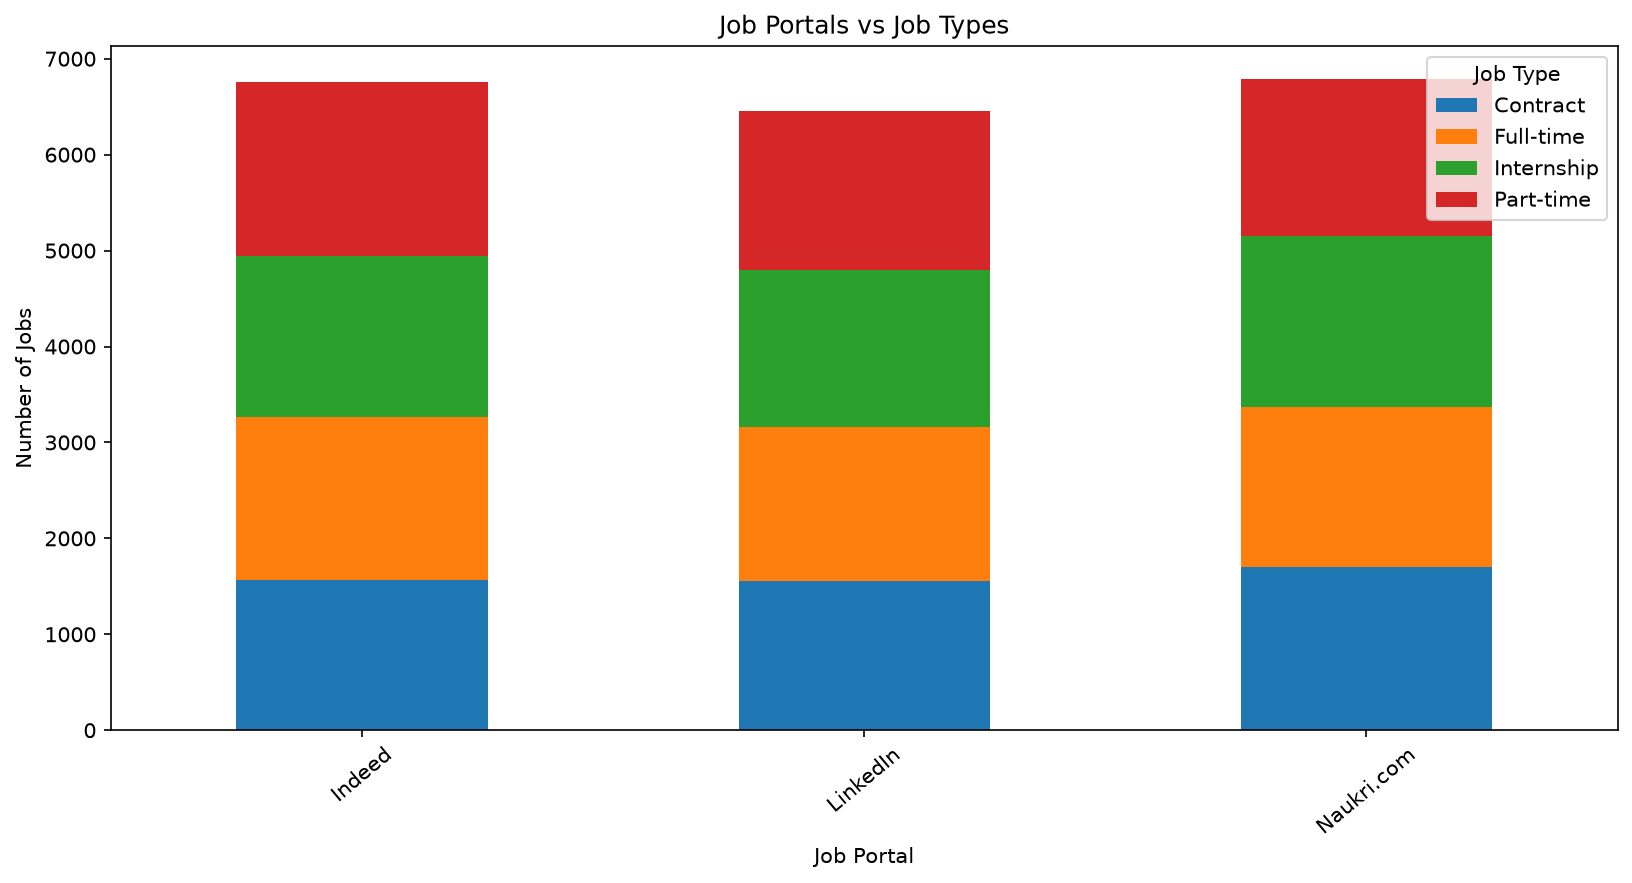 Job Portals vs Job Types
Number of Jobs
7000
6000
5000
4000
3000
2000
1000
0
Job Type
Contract
Full-time
Internship
Part-time
Indeed
LinkedIn
Naukri.com
Job Portal